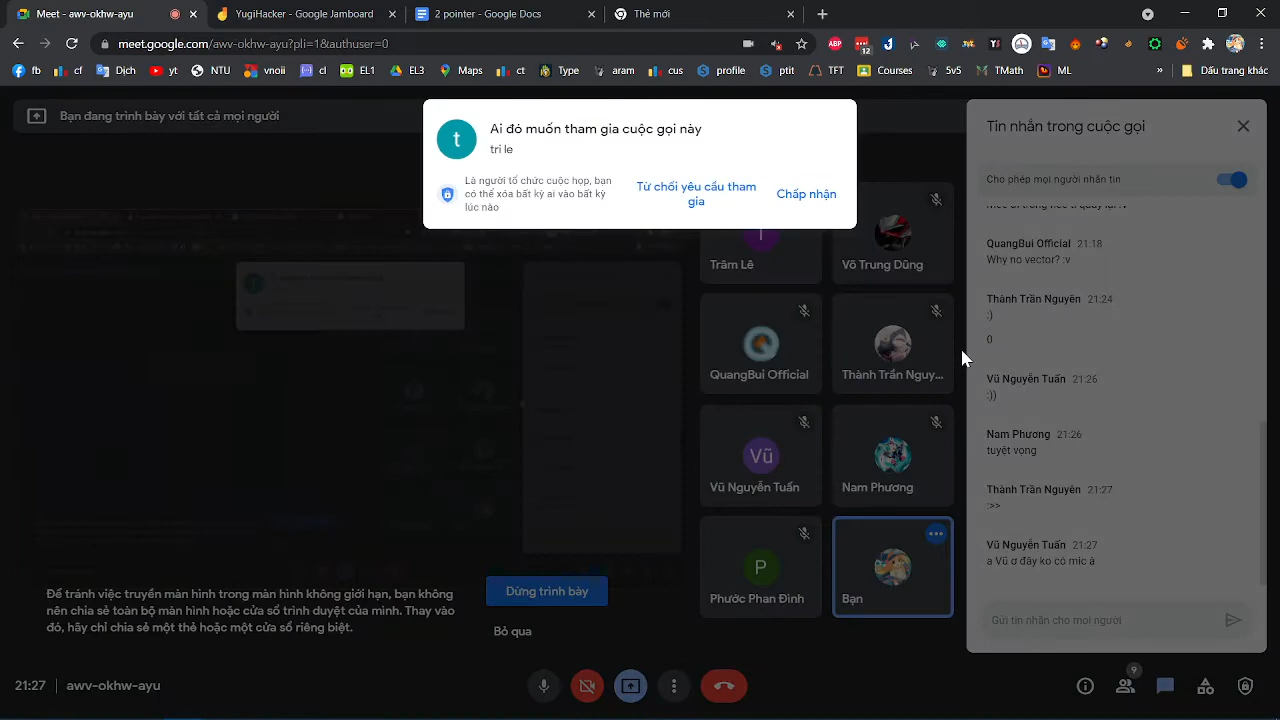 Meet - awv-okhw-ayu
YugiHacker - Google Jamboard
2 pointer - Google Docs
Thẻ mới
meet.google.com/awv-okhw-ayu?pli=1&authuser=0
ABP
12
fb
cf
Dịch
yt
NTU
vnoii
cl
EL1
EL3
Maps
ct
Type
aram
cus
profile
ptit
TFT
Courses
5v5
TMath
ML
»
Dấu trang khác
Bạn đang trình bày với tất cả mọi người
t
Ai đó muốn tham gia cuộc gọi này
tri le
Là người tổ chức cuộc họp, bạn
có thể xóa bất kỳ ai vào bất kỳ
lúc nào
Từ chối yêu cầu tham
gia
Chấp nhận
Trâm Lê
Võ Trung Dũng
QuangBui Official
Thành Trần Nguy...
Vũ
Vũ Nguyễn Tuấn
Nam Phương
P
Phước Phan Đình
Bạn
Để tránh việc truyền màn hình trong màn hình không giới hạn, bạn không
nên chia sẻ toàn bộ màn hình hoặc cửa sổ trình duyệt của mình. Thay vào
đó, hãy chỉ chia sẻ một thẻ hoặc một cửa sổ riêng biệt.
Dừng trình bày
Bỏ qua
Tin nhắn trong cuộc gọi
Cho phép mọi người nhắn tin
QuangBui Official 21:18
Why no vector? :v
Thành Trần Nguyên 21:24
:)
0
Vũ Nguyễn Tuấn 21:26
:))
Nam Phương 21:26
tuyệt vọng
Thành Trần Nguyên 21:27
:>>
Vũ Nguyễn Tuấn 21:27
a Vũ ơ đây ko có mic ă
Gửi tin nhắn cho mọi người
21:27
awv-okhw-ayu
9